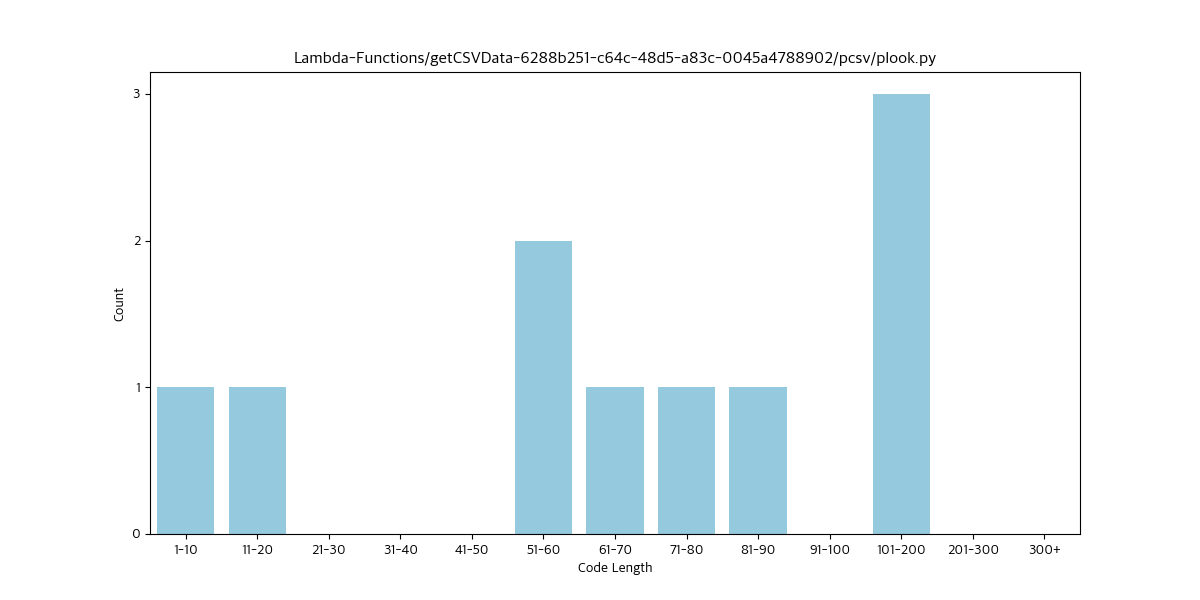 Lambda-Functions/getCSVData-6288b251-c64c-48d5-a83c-0045a4788902/pcsv/plook.py
3
2
1
0
Count
1-10 11-20 21-30 31-40 41-50 51-60 61-70 71-80 81-90 91-100 101-200 201-300 300+
Code Length